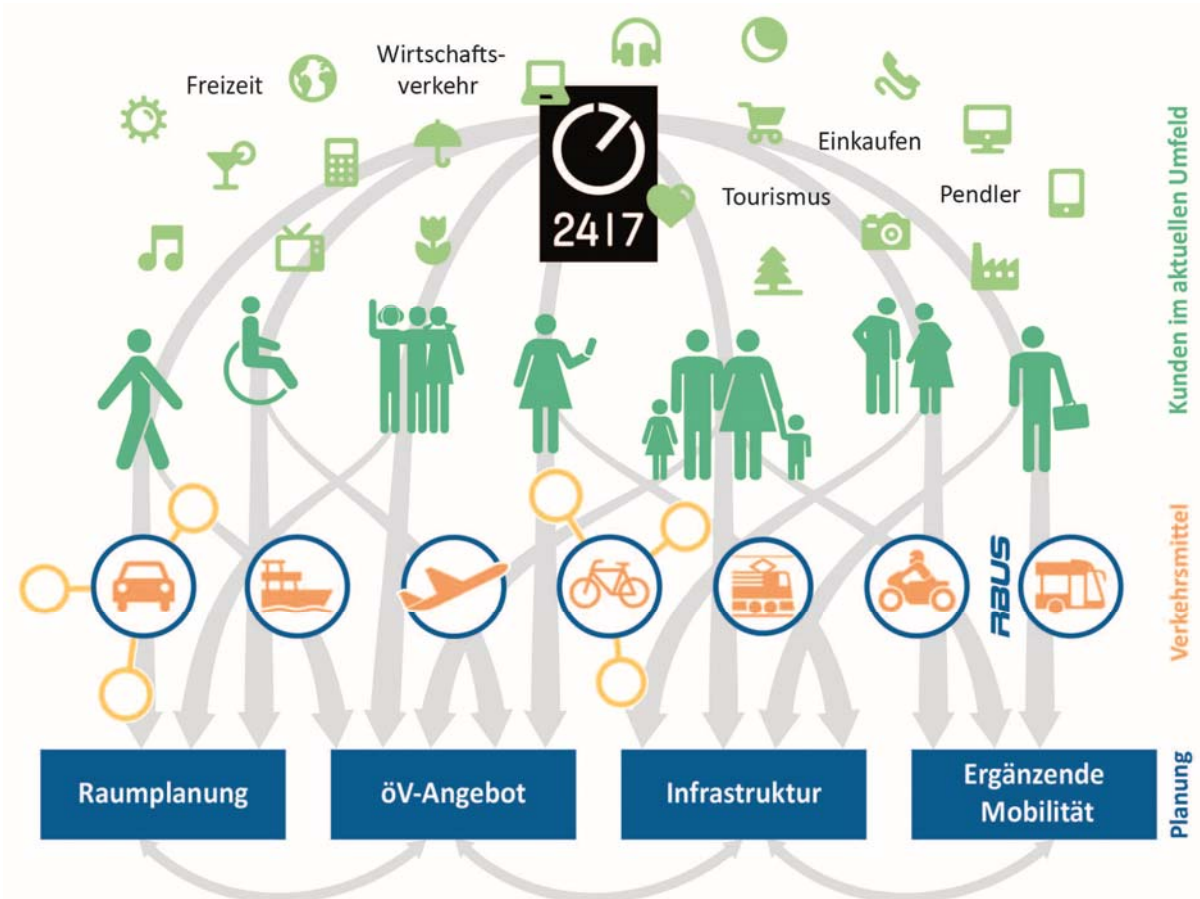 Wirtschafts-
verkehr
Freizeit
Einkaufen
Tourismus
Pendler
24|7
Kunden im aktuellen Umfeld
Verkehrsmittel
RBUS
Raumplanung
öV-Angebot
Infrastruktur
Ergänzende
Mobilität
Planung